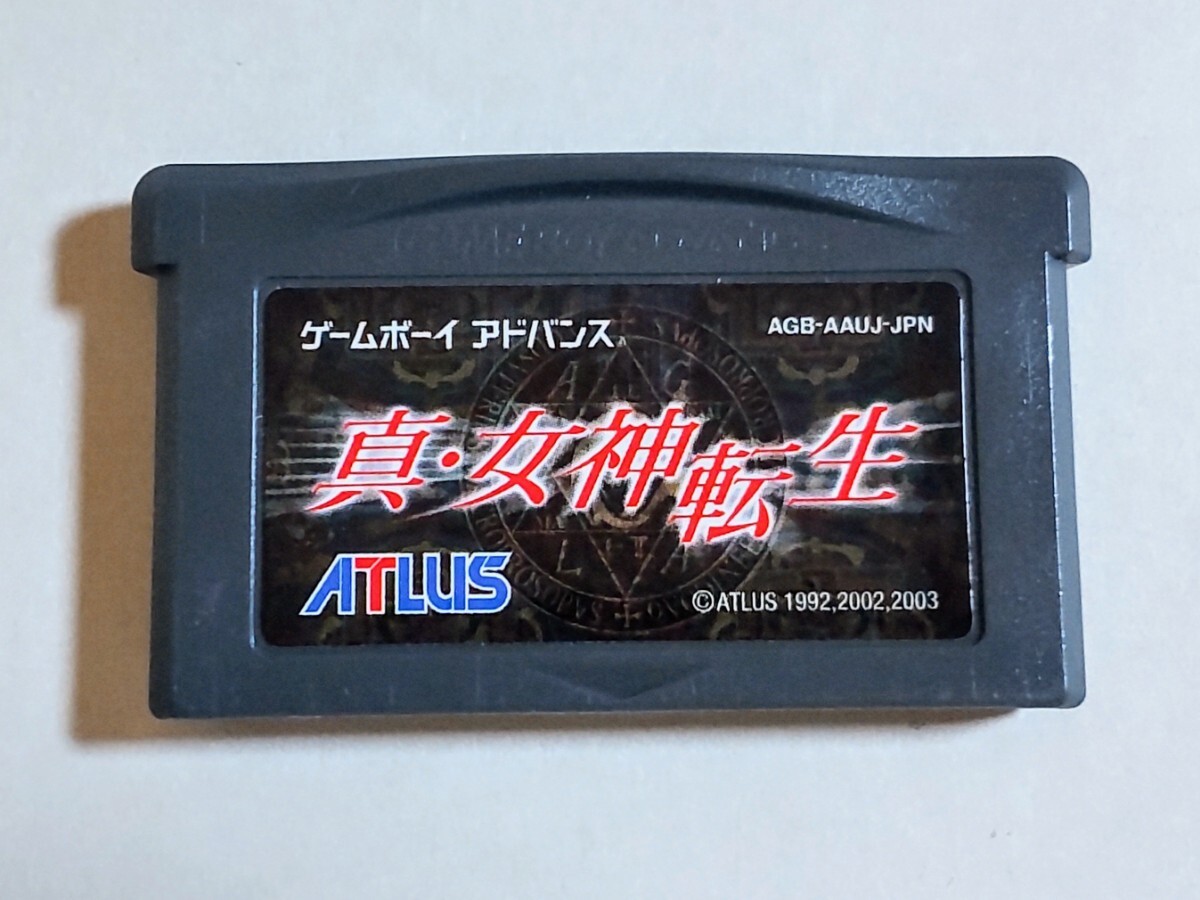 ゲームボーイ アドバンス
AGB-AAUJ-JPN
真・女神転生
ATLUS
©ATLUS 1992,2002,2003